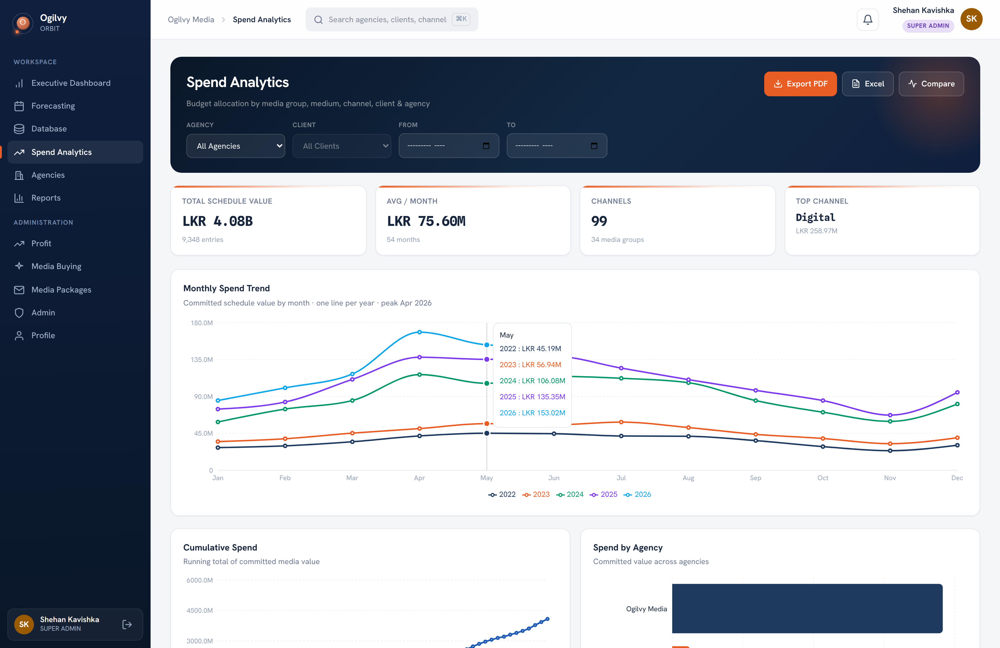 Ogilvy
ORBIT
WORKSPACE
Executive Dashboard
Forecasting
Database
Spend Analytics
Agencies
Reports
ADMINISTRATION
Profit
Media Buying
Media Packages
Admin
Profile
SK
Shehan Kavishka
SUPER ADMIN
Ogilvy Media > Spend Analytics
Search agencies, clients, channel ⌘K
Shehan Kavishka
SUPER ADMIN
SK
Spend Analytics
Budget allocation by media group, medium, channel, client & agency
Export PDF
Excel
Compare
AGENCY CLIENT FROM TO
All Agencies All Clients --------- ---- --------- ----
TOTAL SCHEDULE VALUE
LKR 4.08B
9,348 entries
AVG / MONTH
LKR 75.60M
54 months
CHANNELS
99
34 media groups
TOP CHANNEL
Digital
LKR 258.97M
Monthly Spend Trend
Committed schedule value by month · one line per year · peak Apr 2026
180.0M
135.0M
90.0M
45.0M
0
May
2022 : LKR 45.19M
2023 : LKR 56.94M
2024 : LKR 106.08M
2025 : LKR 135.35M
2026 : LKR 153.02M
Jan Feb Mar Apr May Jun Jul Aug Sep Oct Nov Dec
2022 2023 2024 2025 2026
Cumulative Spend
Running total of committed media value
6000.0M
4500.0M
3000.0M
Spend by Agency
Committed value across agencies
Ogilvy Media